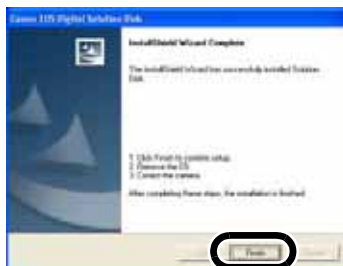 Canon EOS Digital Solution Disk
InstallShield Wizard Complete
The InstallShield Wizard has successfully installed Solution
Disk.
1. Click Finish to complete setup.
2. Remove the CD.
3. Connect the camera.
After completing these steps, the installation is finished.
Finish